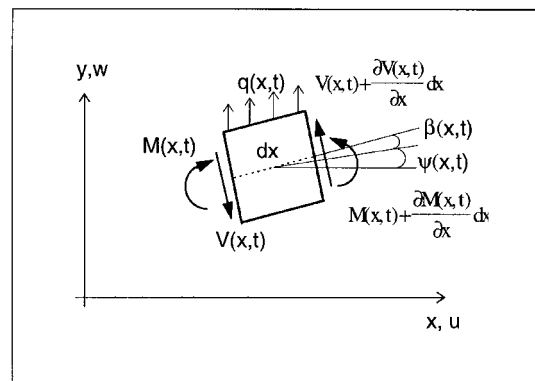 y,w
q(x,t)
V(x,t)+∂V(x,t)/∂x dx
M(x,t)
dx
β(x,t)
ψ(x,t)
V(x,t)
M(x,t)+∂M(x,t)/∂x dx
x, u